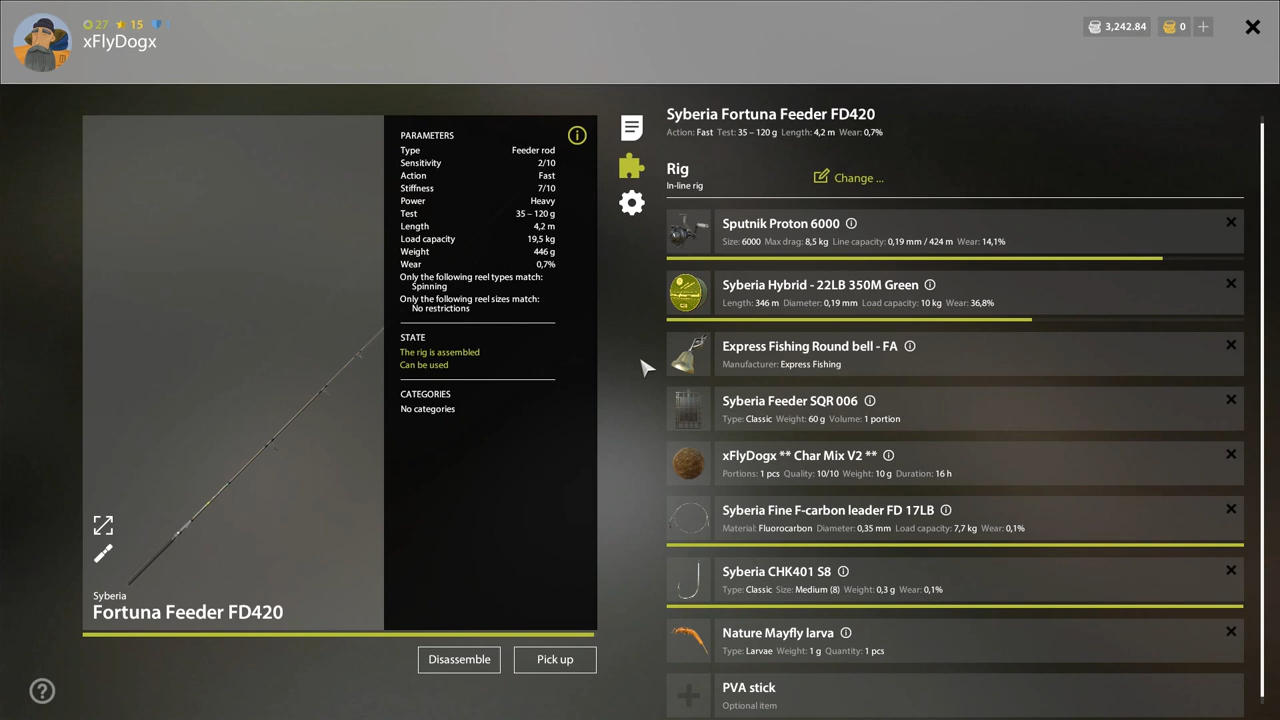 27 15
xFlyDogx
3,242.84
0
PARAMETERS
Type Feeder rod
Sensitivity 2/10
Action Fast
Stiffness 7/10
Power Heavy
Test 35 – 120 g
Length 4,2 m
Load capacity 19,5 kg
Weight 446 g
Wear 0,7%
Only the following reel types match:
Spinning
Only the following reel sizes match:
No restrictions
STATE
The rig is assembled
Can be used
CATEGORIES
No categories
Syberia
Fortuna Feeder FD420
Disassemble
Pick up
Syberia Fortuna Feeder FD420
Action: Fast Test: 35 – 120 g Length: 4,2 m Wear: 0,7%
Rig
In-line rig
Change ...
Sputnik Proton 6000
Size: 6000 Max drag: 8,5 kg Line capacity: 0,19 mm / 424 m Wear: 14,1%
Syberia Hybrid - 22LB 350M Green
Length: 346 m Diameter: 0,19 mm Load capacity: 10 kg Wear: 36,8%
Express Fishing Round bell - FA
Manufacturer: Express Fishing
Syberia Feeder SQR 006
Type: Classic Weight: 60 g Volume: 1 portion
xFlyDogx ** Char Mix V2 **
Portions: 1 pcs Quality: 10/10 Weight: 10 g Duration: 16 h
Syberia Fine F-carbon leader FD 17LB
Material: Fluorocarbon Diameter: 0,35 mm Load capacity: 7,7 kg Wear: 0,1%
Syberia CHK401 S8
Type: Classic Size: Medium (8) Weight: 0,3 g Wear: 0,1%
Nature Mayfly larva
Type: Larvae Weight: 1 g Quantity: 1 pcs
PVA stick
Optional item